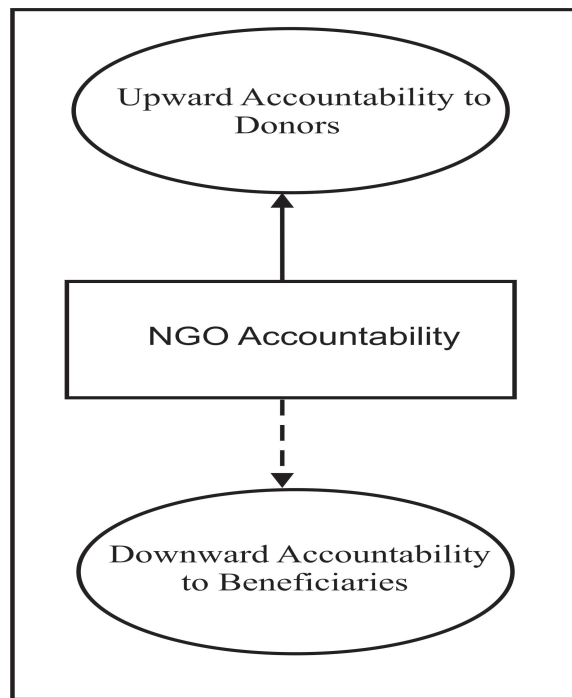 Upward Accountability to
Donors
NGO Accountability
Downward Accountability
to Beneficiaries